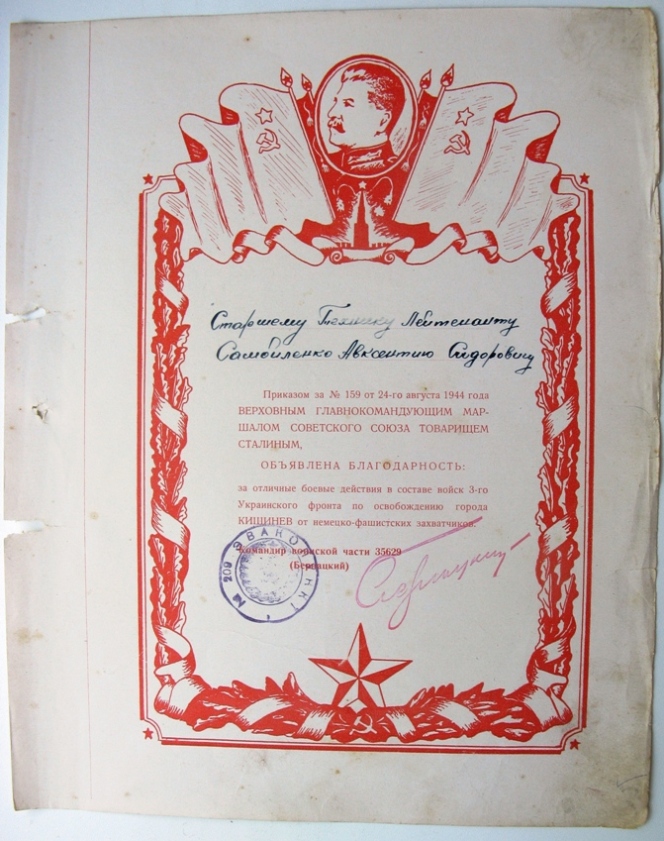 Старшему Технику Лейтенанту
Самойленко Авксентию Сидоровичу
Приказом за № 159 от 24-го августа 1944 года
ВЕРХОВНЫМ ГЛАВНОКОМАНДУЮЩИМ МАР-
ШАЛОМ СОВЕТСКОГО СОЮЗА ТОВАРИЩЕМ
СТАЛИНЫМ,
ОБЪЯВЛЕНА БЛАГОДАРНОСТЬ:
за отличные боевые действия в составе войск 3-го
Украинского фронта по освобождению города
КИШИНЕВ от немецко-фашистских захватчиков.
Командир воинской части 35629
№ 209